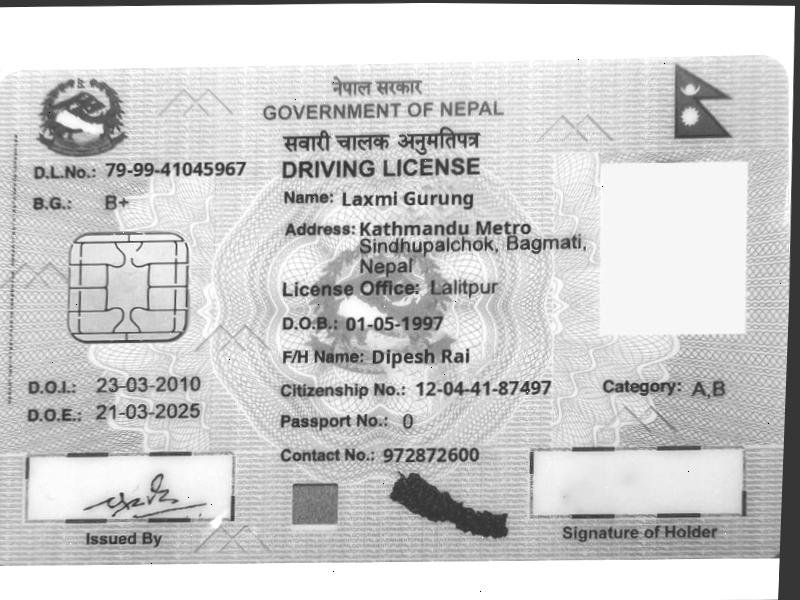 नेपाल सरकार
GOVERNMENT OF NEPAL
सवारी चालक अनुमतिपत्र
DRIVING LICENSE
D.L.No.: 79-99-41045967
B.G.: B+
Name: Laxmi Gurung
Address: Kathmandu Metro
Sindhupalchok, Bagmati,
Nepal
License Office: Lalitpur
D.O.B.: 01-05-1997
F/H Name: Dipesh Rai
D.O.I.: 23-03-2010
Citizenship No.: 12-04-41-87497
Category: A,B
D.O.E.: 21-03-2025
Passport No.: 0
Contact No.: 972872600
Issued By
Signature of Holder